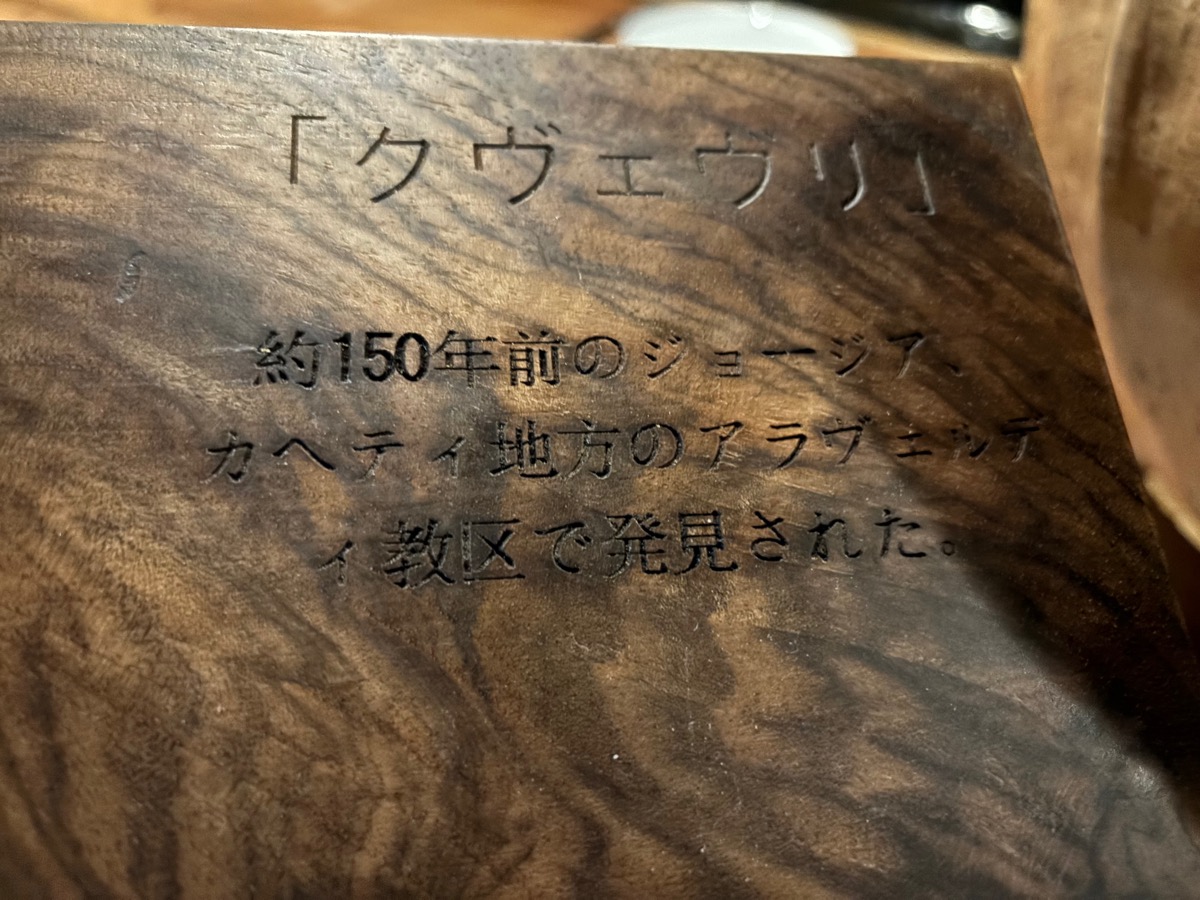 「クヴェヴリ」
約150年前のジョージア、
カヘティ地方のアラヴェルデ
ィ教区で発見された。